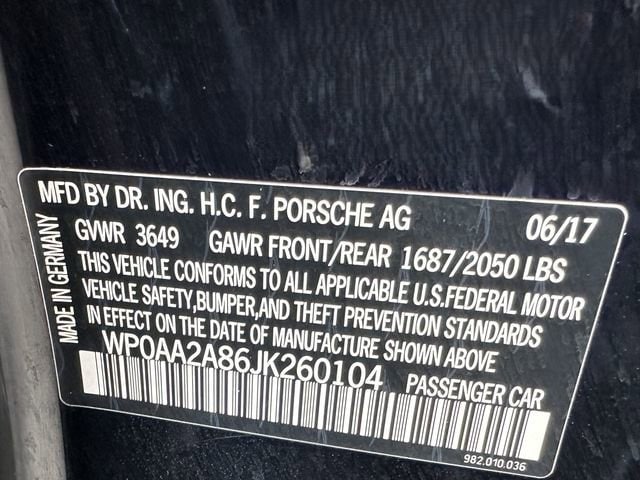 MFD BY DR. ING. H.C. F. PORSCHE AG 06/17
GVWR 3649 GAWR FRONT/REAR 1687/2050 LBS
THIS VEHICLE CONFORMS TO ALL APPLICABLE U.S.FEDERAL MOTOR
VEHICLE SAFETY,BUMPER,AND THEFT PREVENTION STANDARDS
IN EFFECT ON THE DATE OF MANUFACTURE SHOWN ABOVE
WP0AA2A86JK260104 PASSENGER CAR
982.010.036
MADE IN GERMANY